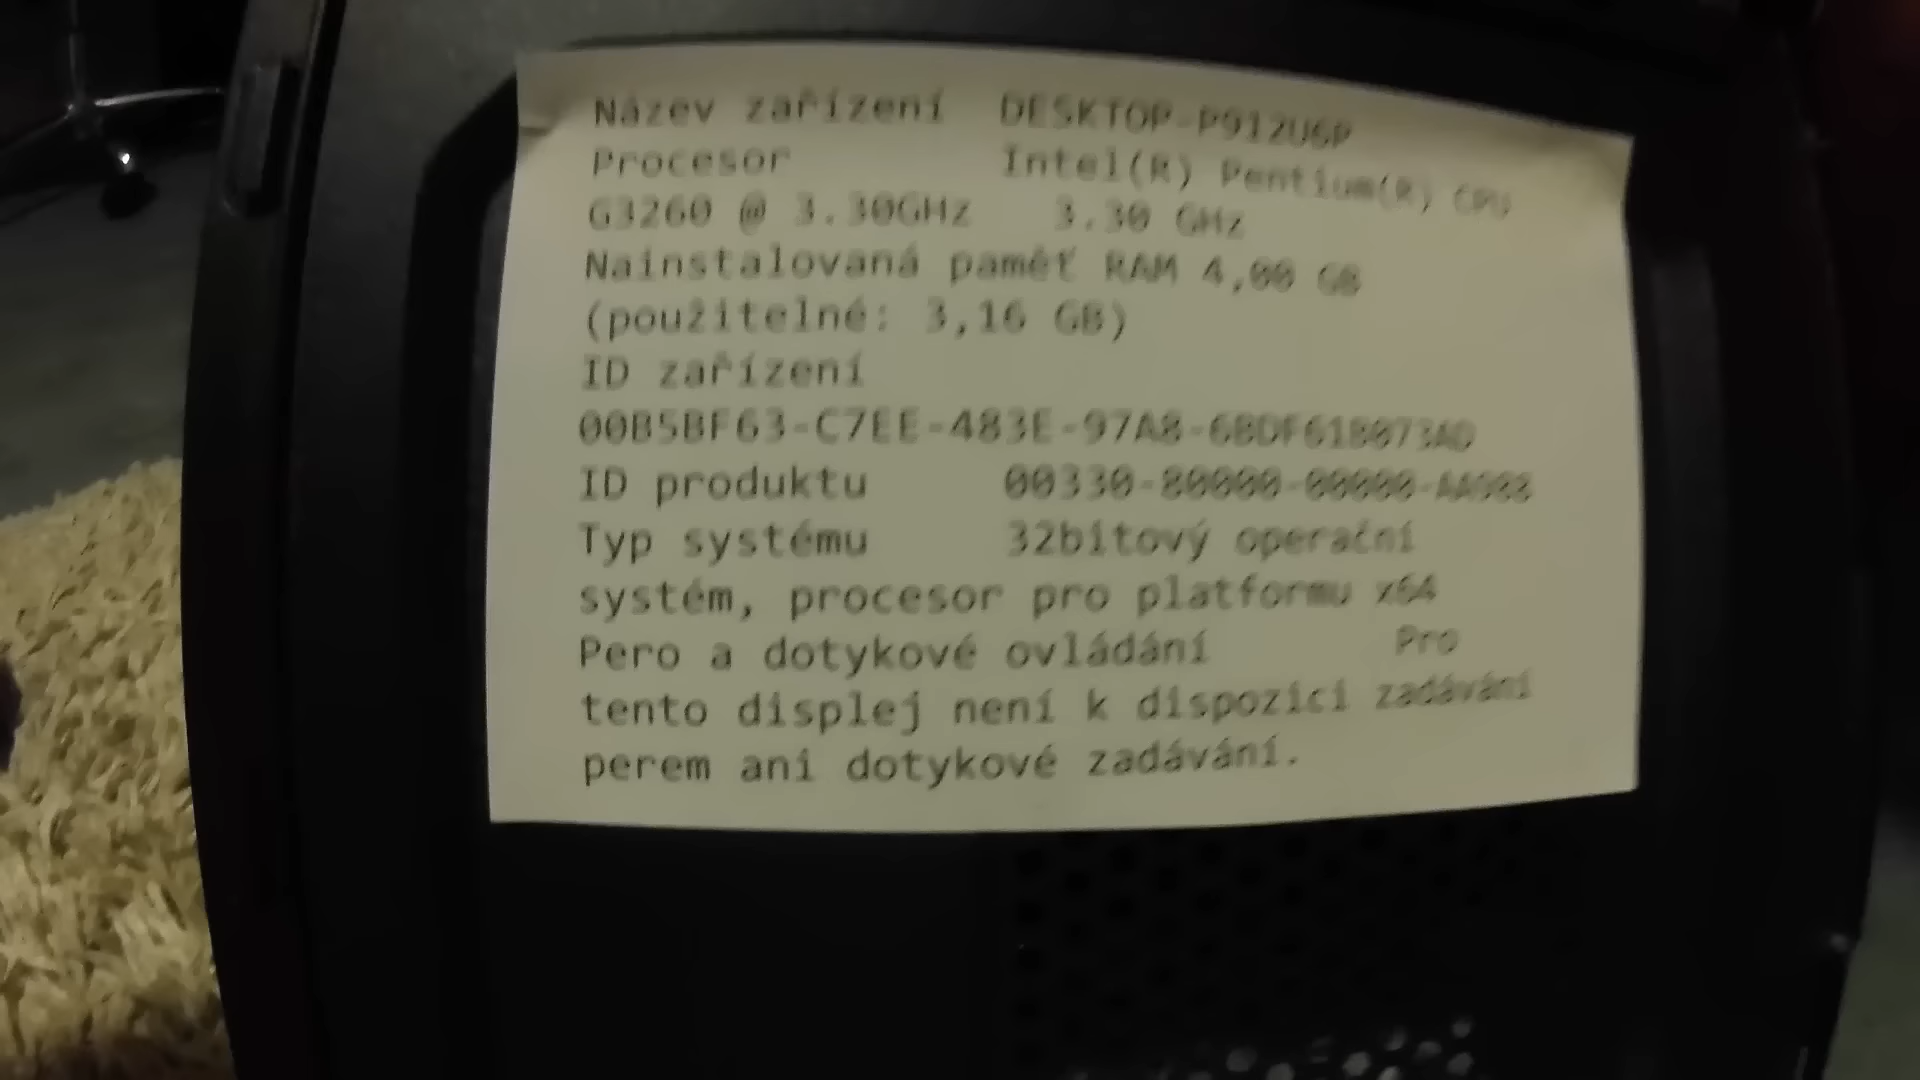 Název zařízení DESKTOP-P912U6P
Procesor Intel(R) Pentium(R) CPU
G3260 @ 3.30GHz 3.30 GHz
Nainstalovaná paměť RAM 4,00 GB
(použitelné: 3,16 GB)
ID zařízení
00B5BF63-C7EE-483E-97A8-6BDF61B073AD
ID produktu 00330-80000-00000-AA988
Typ systému 32bitový operační
systém, procesor pro platformu x64
Pero a dotykové ovládání Pro
tento displej není k dispozici zadávání
perem ani dotykové zadávání.